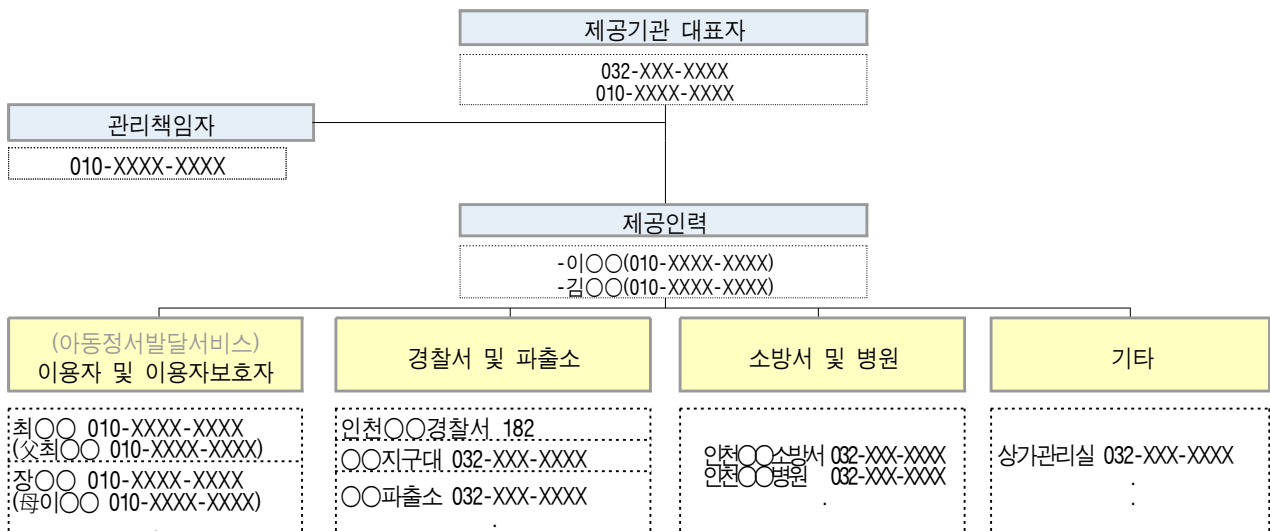 제공기관 대표자
032-XXX-XXXX
010-XXXX-XXXX
관리책임자
010-XXXX-XXXX
제공인력
-이○○(010-XXXX-XXXX)
-김○○(010-XXXX-XXXX)
(아동정서발달서비스)
이용자 및 이용자보호자
최○○ 010-XXXX-XXXX
(父최○○ 010-XXXX-XXXX)
장○○ 010-XXXX-XXXX
(母이○○ 010-XXXX-XXXX)
.
경찰서 및 파출소
인천○○경찰서 182
○○지구대 032-XXX-XXXX
○○파출소 032-XXX-XXXX
.
소방서 및 병원
인천○○소방서 032-XXX-XXXX
인천○○병원 032-XXX-XXXX
.
기타
상가관리실 032-XXX-XXXX
.
.